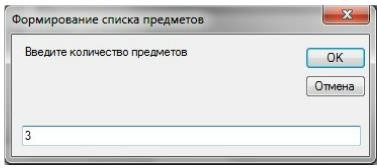 Формирование списка предметов
Введите количество предметов
OK
Отмена
3